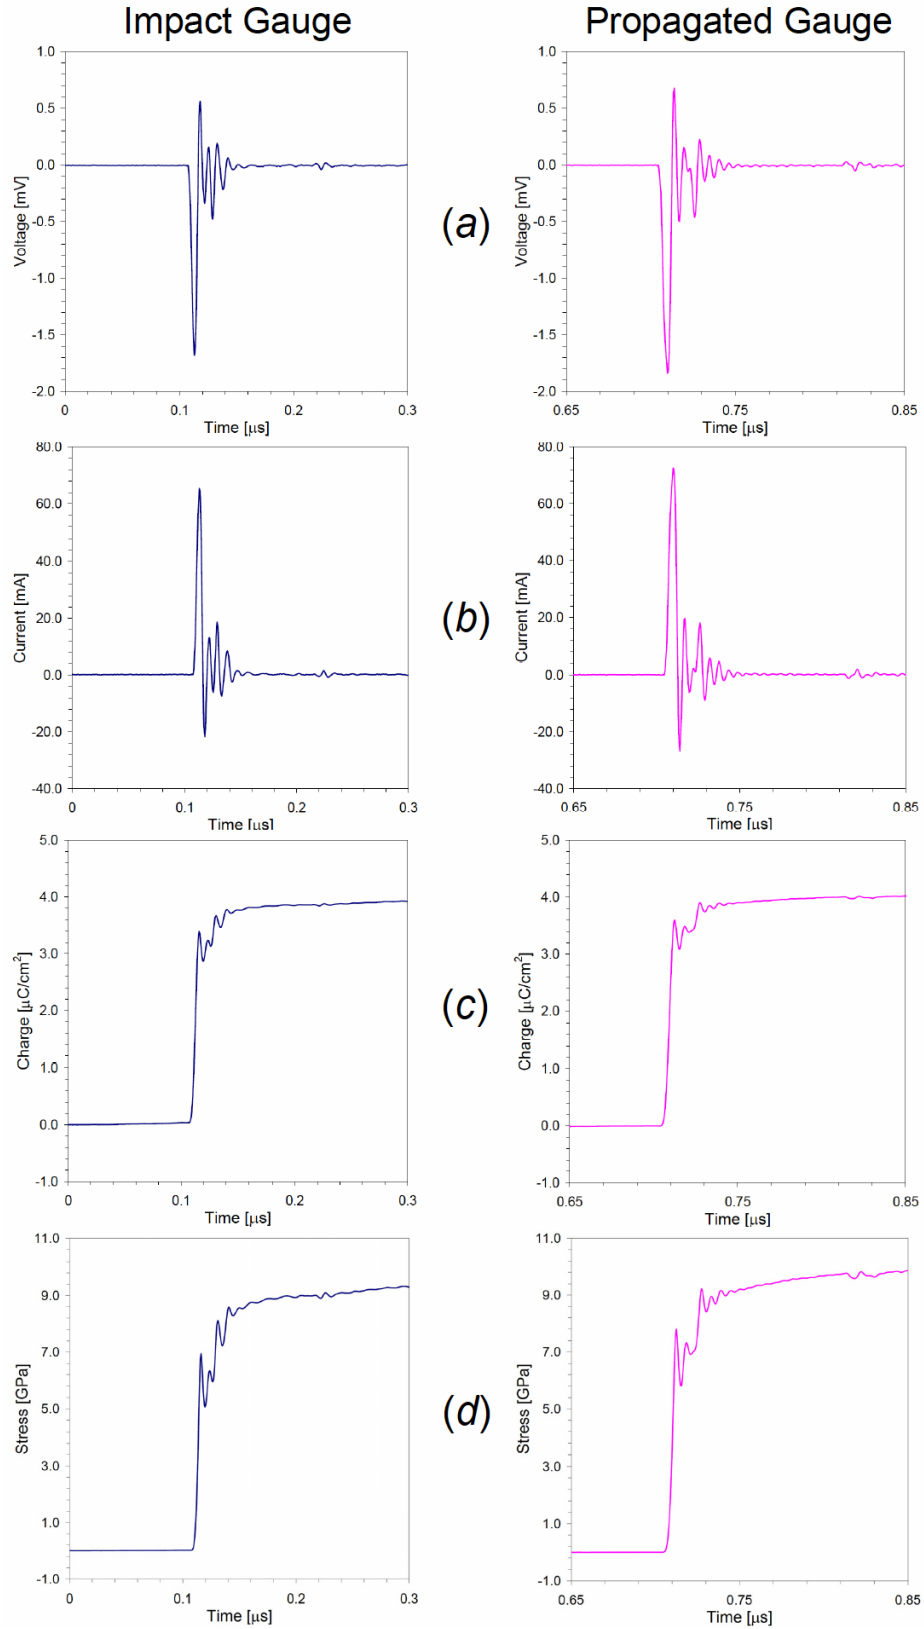 Impact Gauge
Propagated Gauge
1.0
0.5
0.0
-0.5
-1.0
-1.5
-2.0
Voltage [mV]
0 0.1 0.2 0.3
Time [µs]
(a)
1.0
0.5
0.0
-0.5
-1.0
-1.5
-2.0
Voltage [mV]
0.65 0.75 0.85
Time [µs]
80.0
60.0
40.0
20.0
0.0
-20.0
-40.0
Current [mA]
0 0.1 0.2 0.3
Time [µs]
(b)
80.0
60.0
40.0
20.0
0.0
-20.0
-40.0
Current [mA]
0.65 0.75 0.85
Time [µs]
5.0
4.0
3.0
2.0
1.0
0.0
-1.0
Charge [µC/cm²]
0 0.1 0.2 0.3
Time [µs]
(c)
5.0
4.0
3.0
2.0
1.0
0.0
-1.0
Charge [µC/cm²]
0.65 0.75 0.85
Time [µs]
11.0
9.0
7.0
5.0
3.0
1.0
-1.0
Stress [GPa]
0 0.1 0.2 0.3
Time [µs]
(d)
11.0
9.0
7.0
5.0
3.0
1.0
-1.0
Stress [GPa]
0.65 0.75 0.85
Time [µs]